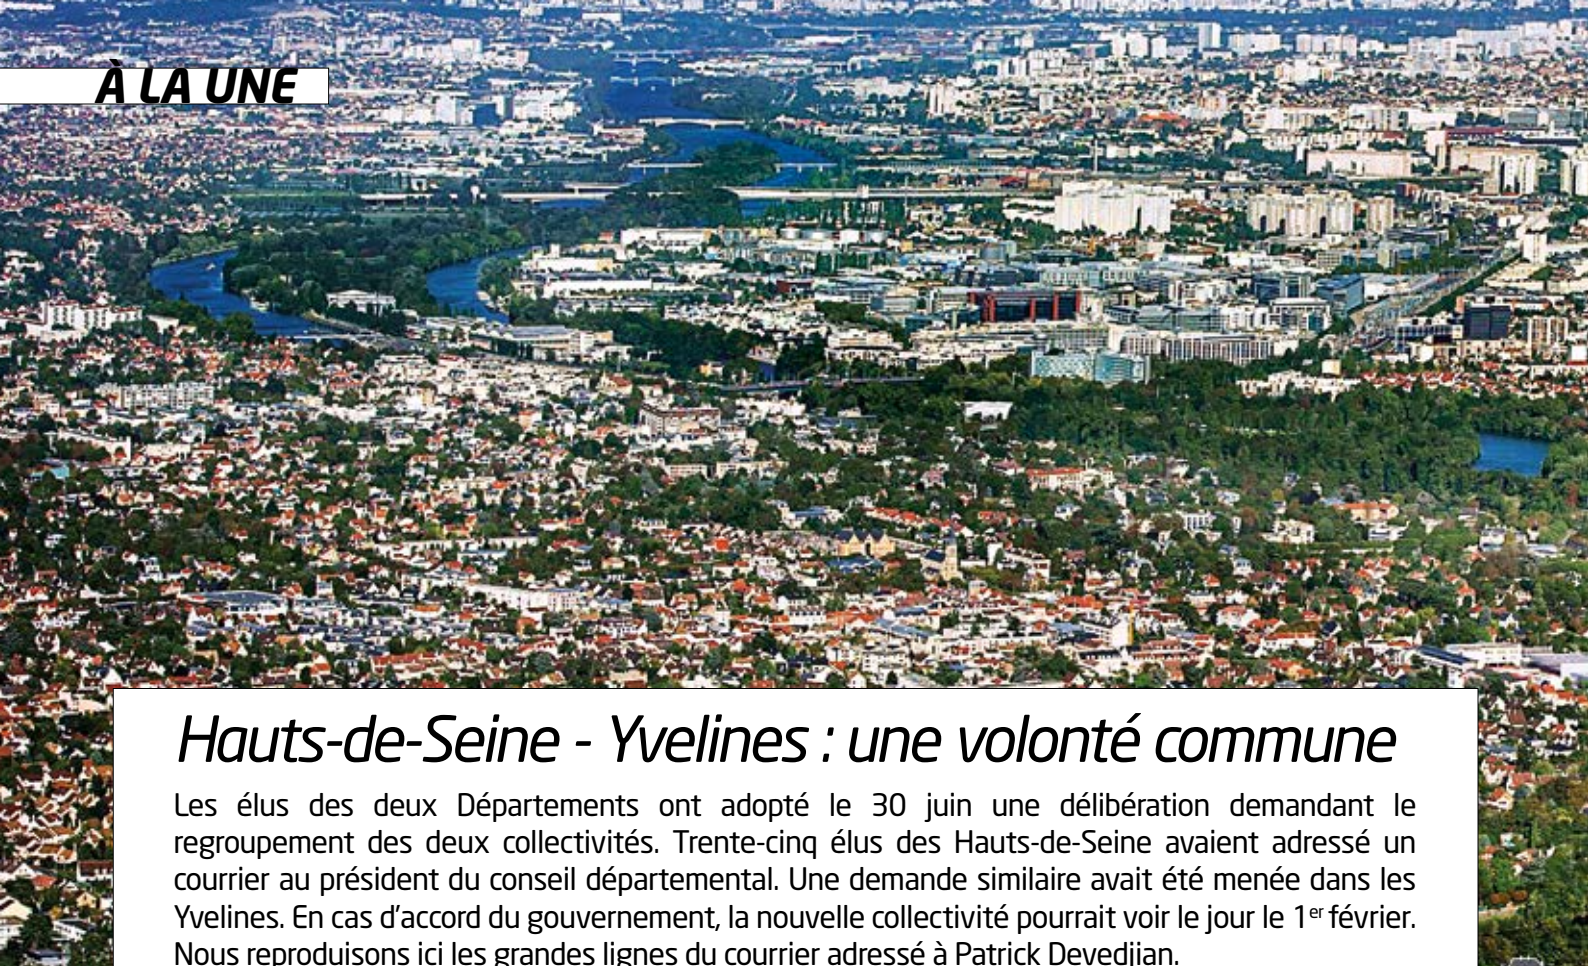 À LA UNE
Hauts-de-Seine - Yvelines : une volonté commune
Les élus des deux Départements ont adopté le 30 juin une délibération demandant le
regroupement des deux collectivités. Trente-cinq élus des Hauts-de-Seine avaient adressé un
courrier au président du conseil départemental. Une demande similaire avait été menée dans les
Yvelines. En cas d'accord du gouvernement, la nouvelle collectivité pourrait voir le jour le 1er février.
Nous reproduisons ici les grandes lignes du courrier adressé à Patrick Devedjian.